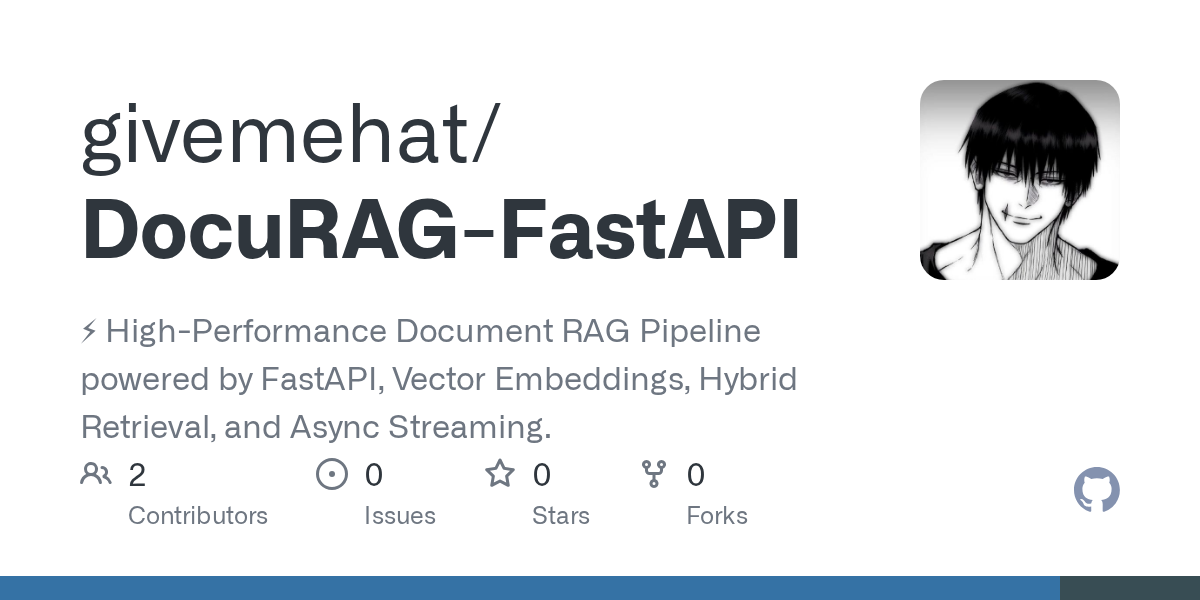 givemehat/
DocuRAG-FastAPI
⚡ High-Performance Document RAG Pipeline
powered by FastAPI, Vector Embeddings, Hybrid
Retrieval, and Async Streaming.
2 0 0 0
Contributors Issues Stars Forks